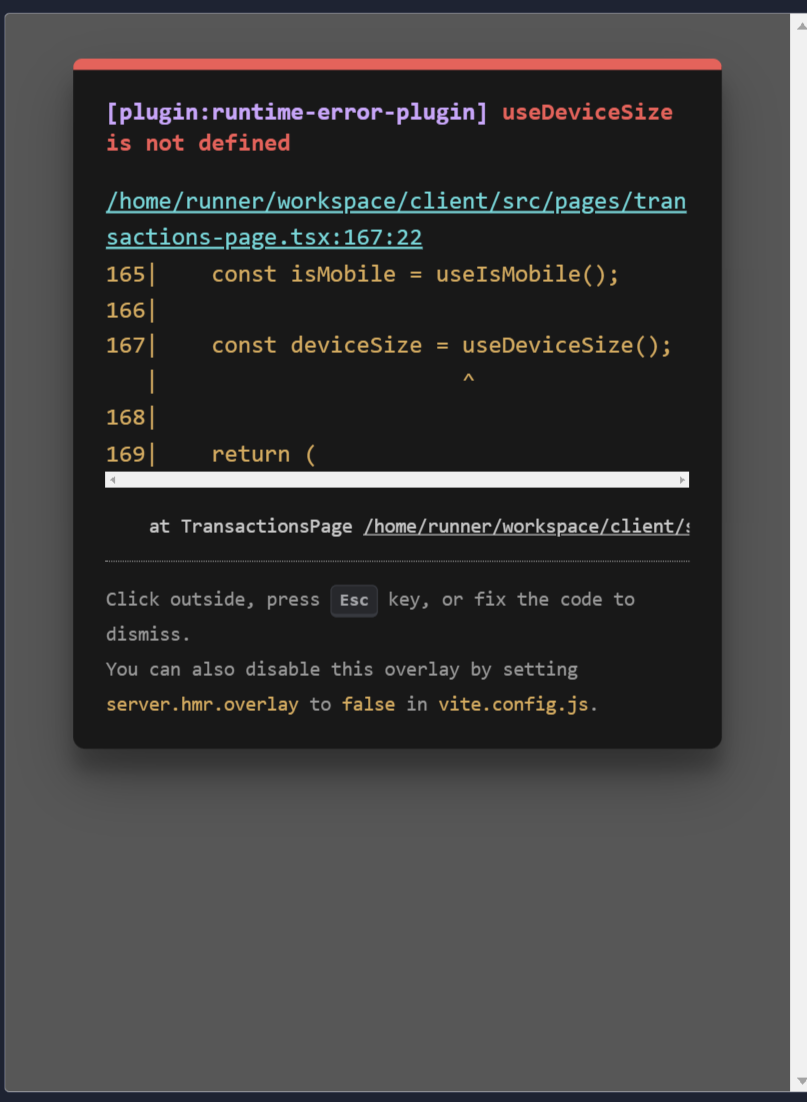 [plugin:runtime-error-plugin] useDeviceSize
is not defined
/home/runner/workspace/client/src/pages/tran
sactions-page.tsx:167:22
165|    const isMobile = useIsMobile();
166|
167|    const deviceSize = useDeviceSize();
   |                       ^
168|
169|    return (
at TransactionsPage /home/runner/workspace/client/
Click outside, press Esc key, or fix the code to
dismiss.
You can also disable this overlay by setting
server.hmr.overlay to false in vite.config.js.